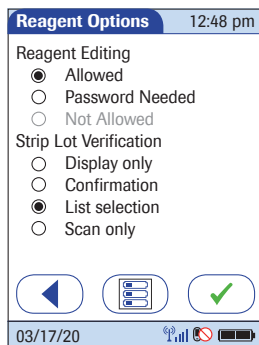 Reagent Options 12:48 pm
Reagent Editing
Allowed
Password Needed
Not Allowed
Strip Lot Verification
Display only
Confirmation
List selection
Scan only
03/17/20